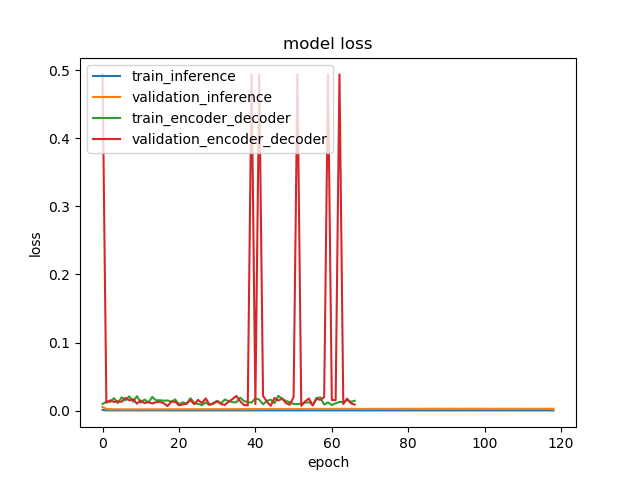 model loss
train_inference
validation_inference
train_encoder_decoder
validation_encoder_decoder
0.5
0.4
0.3
0.2
0.1
0.0
loss
0 20 40 60 80 100 120
epoch